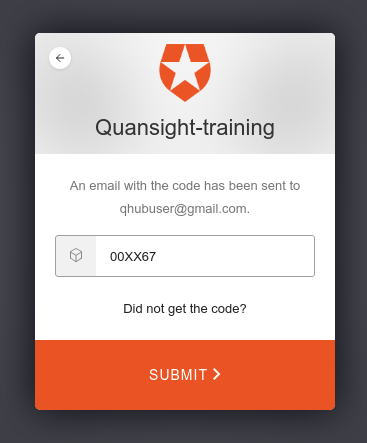 Quansight-training
An email with the code has been sent to
qhubuser@gmail.com.
00XX67
Did not get the code?
SUBMIT